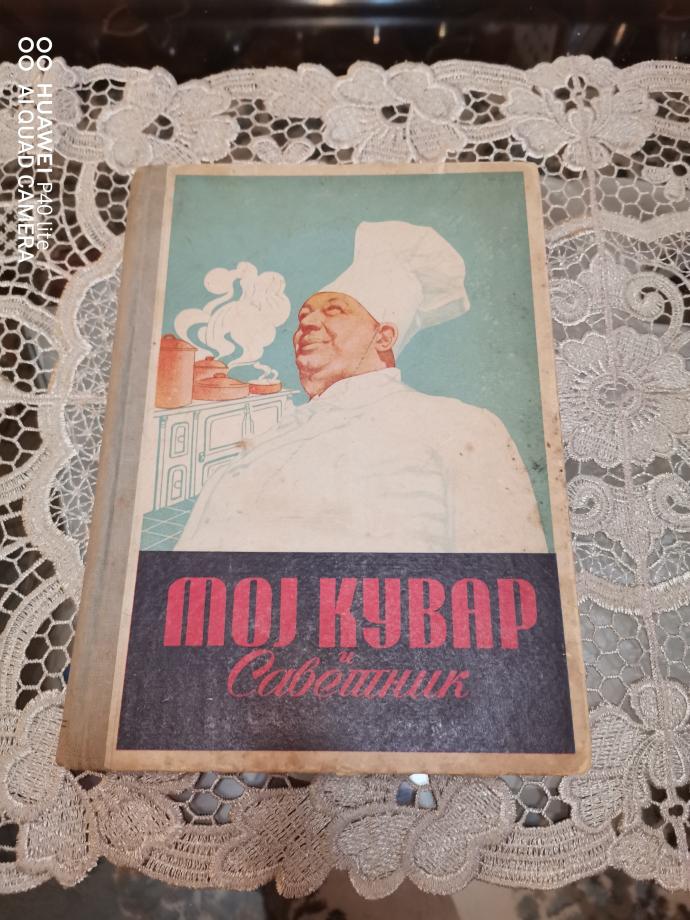 МОЈ КУВАР
и
Саветник
HUAWEI P40 lite
AI QUAD CAMERA